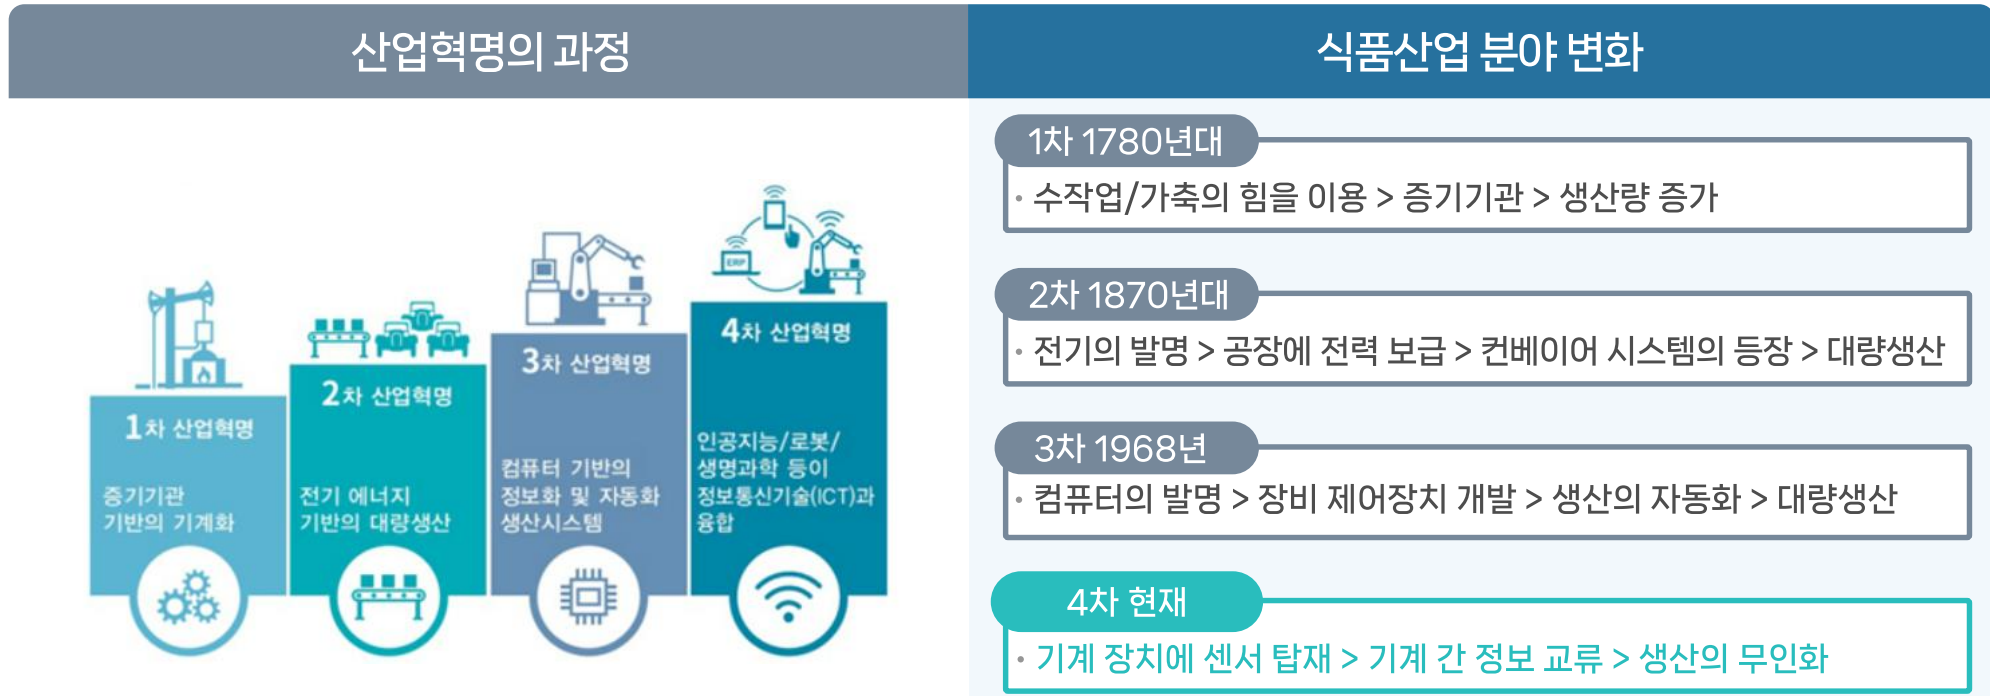 산업혁명의 과정
식품산업 분야 변화
ERP
1차 산업혁명
증기기관
기반의 기계화
2차 산업혁명
전기 에너지
기반의 대량생산
3차 산업혁명
컴퓨터 기반의
정보화 및 자동화
생산시스템
4차 산업혁명
인공지능/로봇/
생명과학 등이
정보통신기술(ICT)과
융합
1차 1780년대
· 수작업/가축의 힘을 이용 > 증기기관 > 생산량 증가
2차 1870년대
· 전기의 발명 > 공장에 전력 보급 > 컨베이어 시스템의 등장 > 대량생산
3차 1968년
· 컴퓨터의 발명 > 장비 제어장치 개발 > 생산의 자동화 > 대량생산
4차 현재
· 기계 장치에 센서 탑재 > 기계 간 정보 교류 > 생산의 무인화